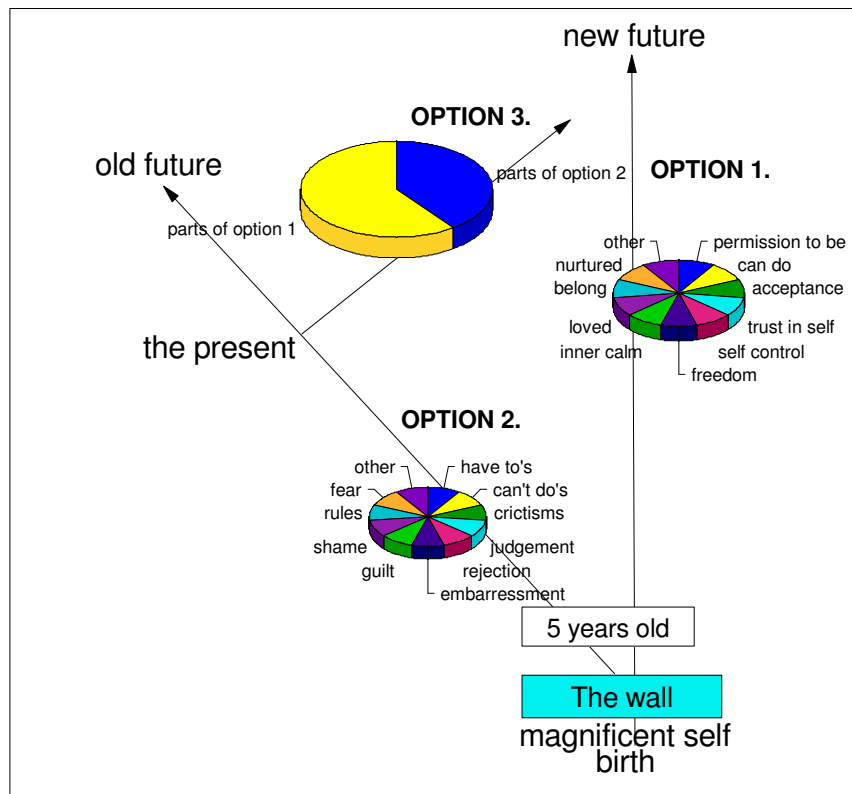 new future
OPTION 3.
old future
parts of option 2
OPTION 1.
parts of option 1
other
permission to be
nurtured
can do
belong
acceptance
loved
trust in self
the present
inner calm
self control
freedom
OPTION 2.
other
have to's
fear
can't do's
rules
crictisms
shame
judgement
guilt
rejection
embarressment
5 years old
The wall
magnificent self
birth